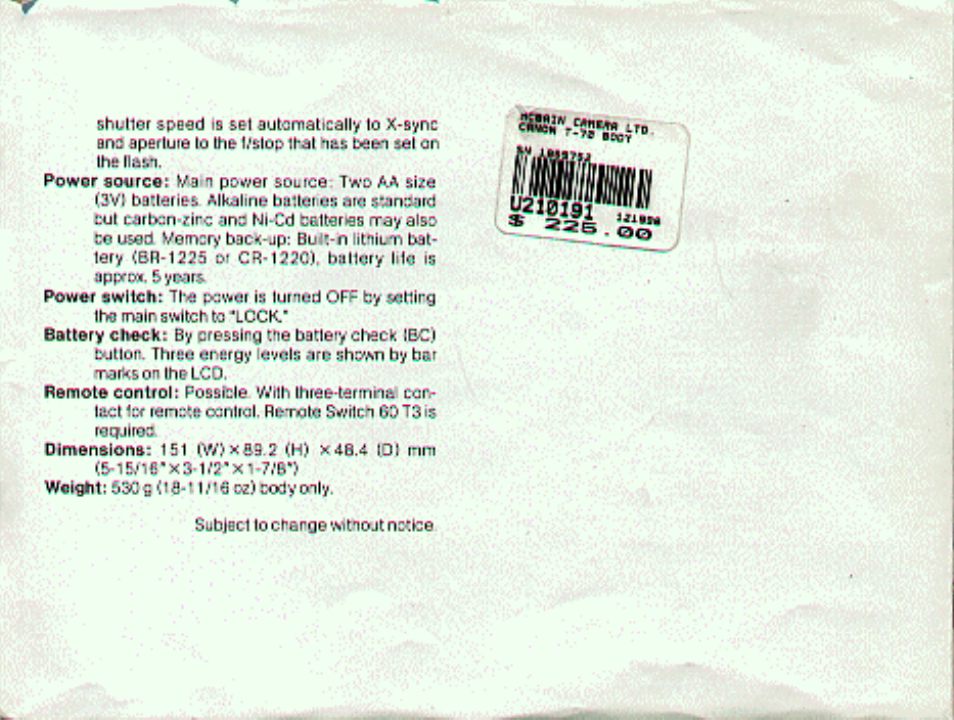 shutter speed is set automatically to X-sync
and aperture to the f/stop that has been set on
the flash.
Power source: Main power source: Two AA size
(3V) batteries. Alkaline batteries are standard
but carbon-zinc and Ni-Cd batteries may also
be used. Memory back-up: Built-in lithium bat-
tery (BR-1225 or CR-1220), battery life is
approx. 5 years.
Power switch: The power is turned OFF by setting
the main switch to "LOCK."
Battery check: By pressing the battery check (BC)
button. Three energy levels are shown by bar
marks on the LCD.
Remote control: Possible. With three-terminal con-
tact for remote control. Remote Switch 60 T3 is
required.
Dimensions: 151 (W) × 89.2 (H) × 48.4 (D) mm
(5-15/16" × 3-1/2" × 1-7/8")
Weight: 530 g (18-11/16 oz) body only.
Subject to change without notice.
MCBAIN CAMERA LTD.
CANON T-70 BODY
SN
U210191
$ 225.00